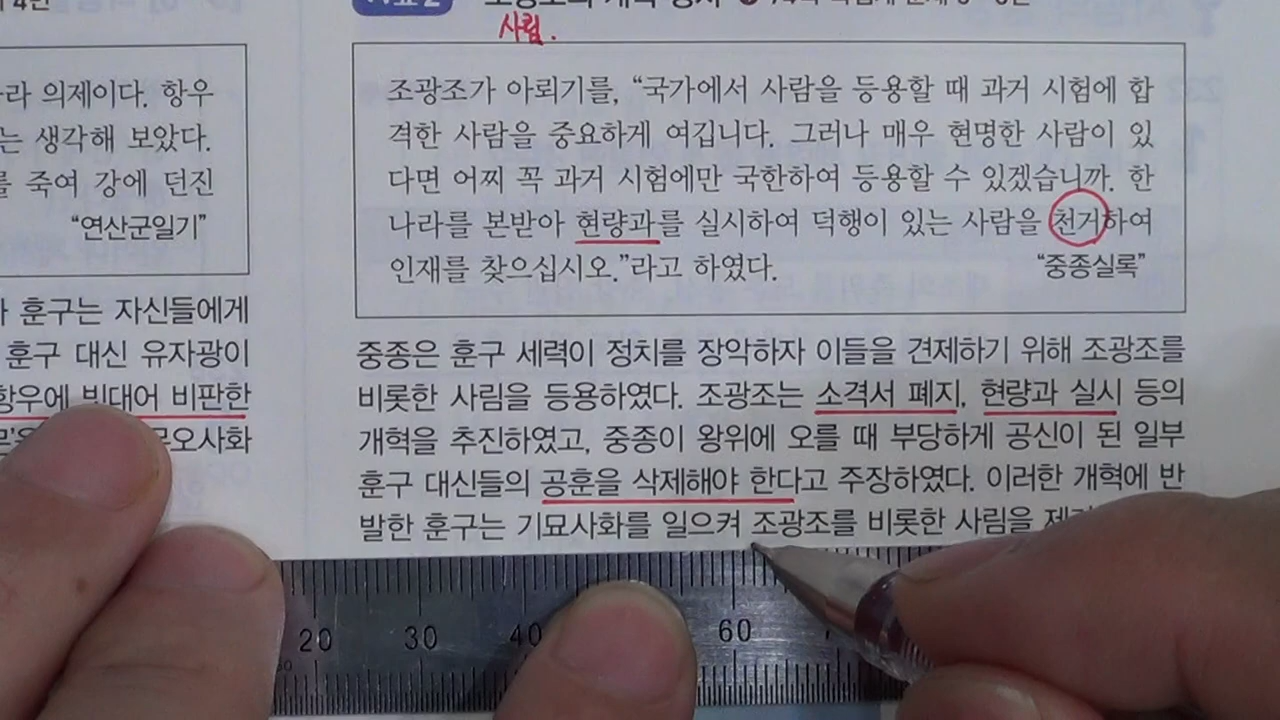 사림.
라 의제이다. 항우
는 생각해 보았다.
죽여 강에 던진
“연산군일기”
훈구는 자신들에게
훈구 대신 유자광이
항우에 빗대어 비판한
무오사화
조광조가 아뢰기를, “국가에서 사람을 등용할 때 과거 시험에 합
격한 사람을 중요하게 여깁니다. 그러나 매우 현명한 사람이 있
다면 어찌 꼭 과거 시험에만 국한하여 등용할 수 있겠습니까. 한
나라를 본받아 현량과를 실시하여 덕행이 있는 사람을 천거하여
인재를 찾으십시오.”라고 하였다.
“중종실록”
중종은 훈구 세력이 정치를 장악하자 이들을 견제하기 위해 조광조를
비롯한 사림을 등용하였다. 조광조는 소격서 폐지, 현량과 실시 등의
개혁을 추진하였고, 중종이 왕위에 오를 때 부당하게 공신이 된 일부
훈구 대신들의 공훈을 삭제해야 한다고 주장하였다. 이러한 개혁에 반
발한 훈구는 기묘사화를 일으켜 조광조를 비롯한 사림을
20 30 40 60